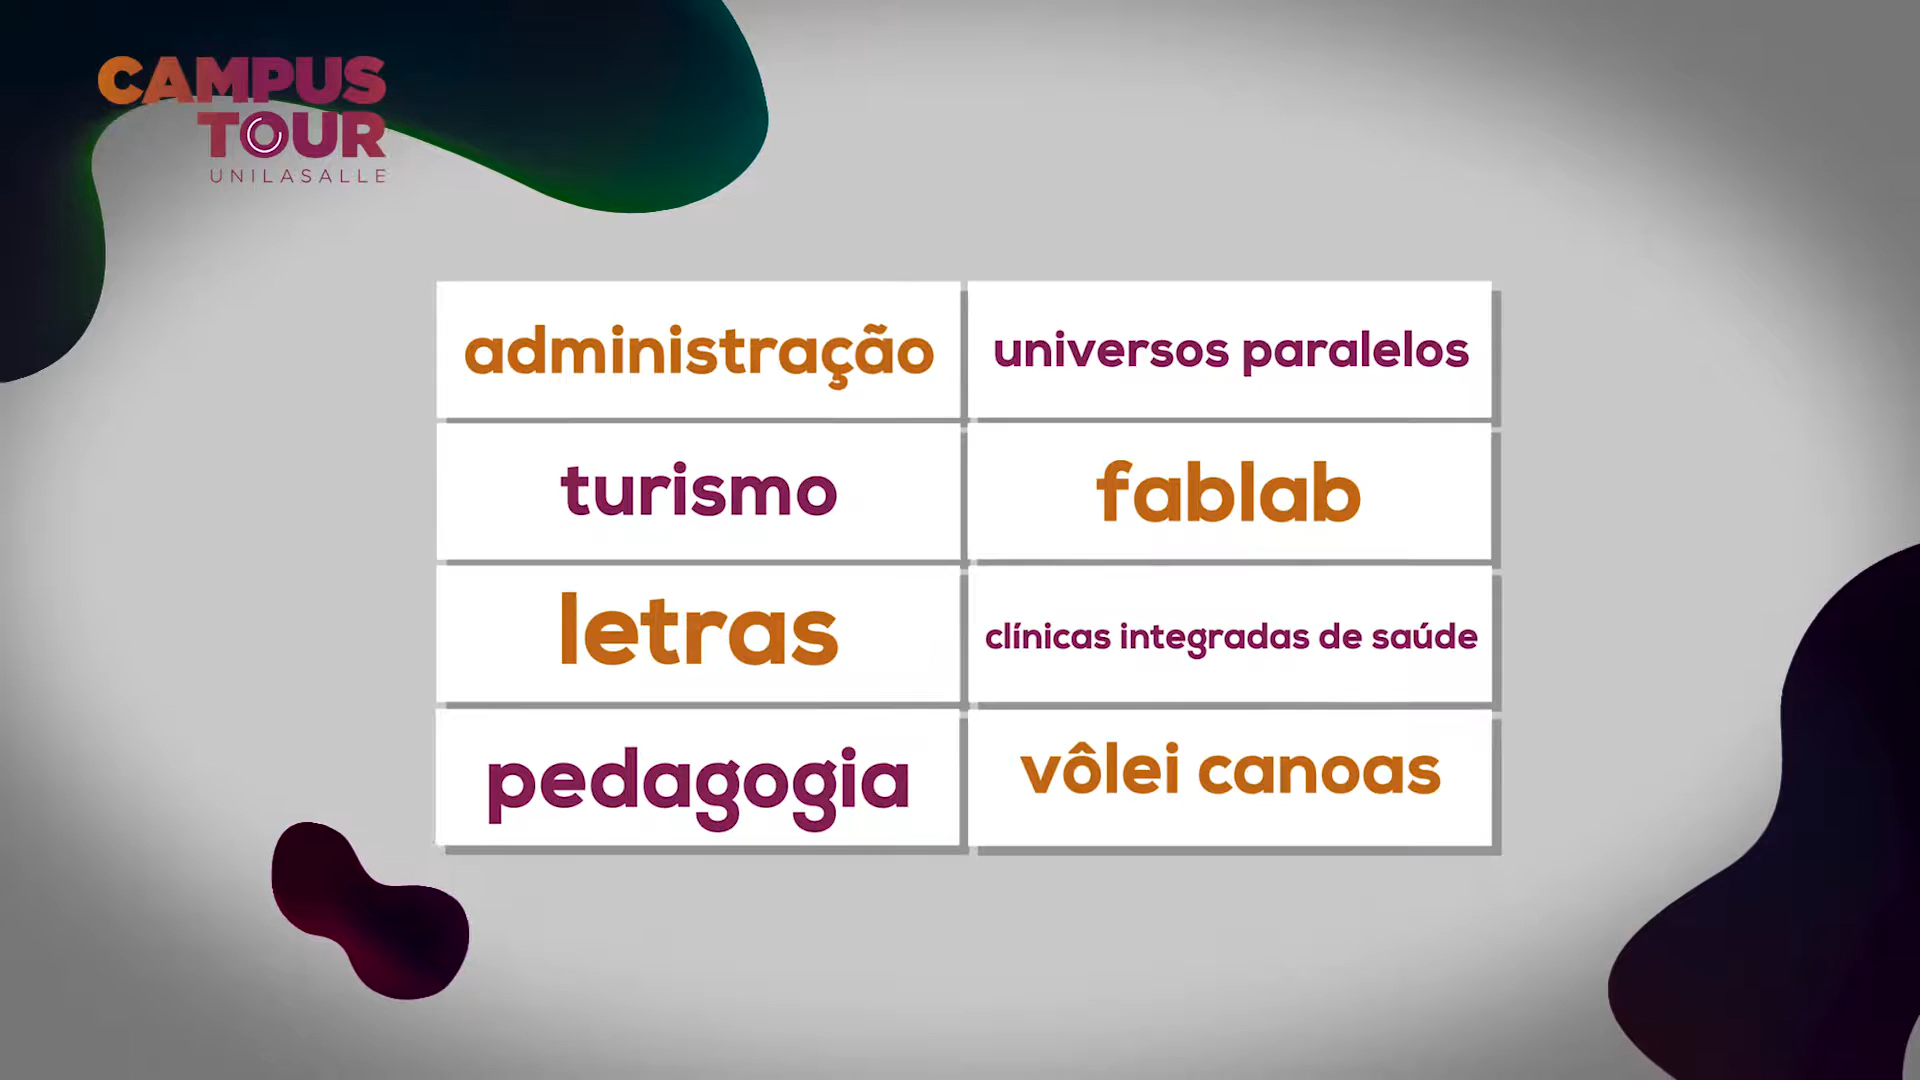 CAMPUS
TOUR
UNILASALLE
administração
universos paralelos
turismo
fablab
letras
clínicas integradas de saúde
pedagogia
vôlei canoas